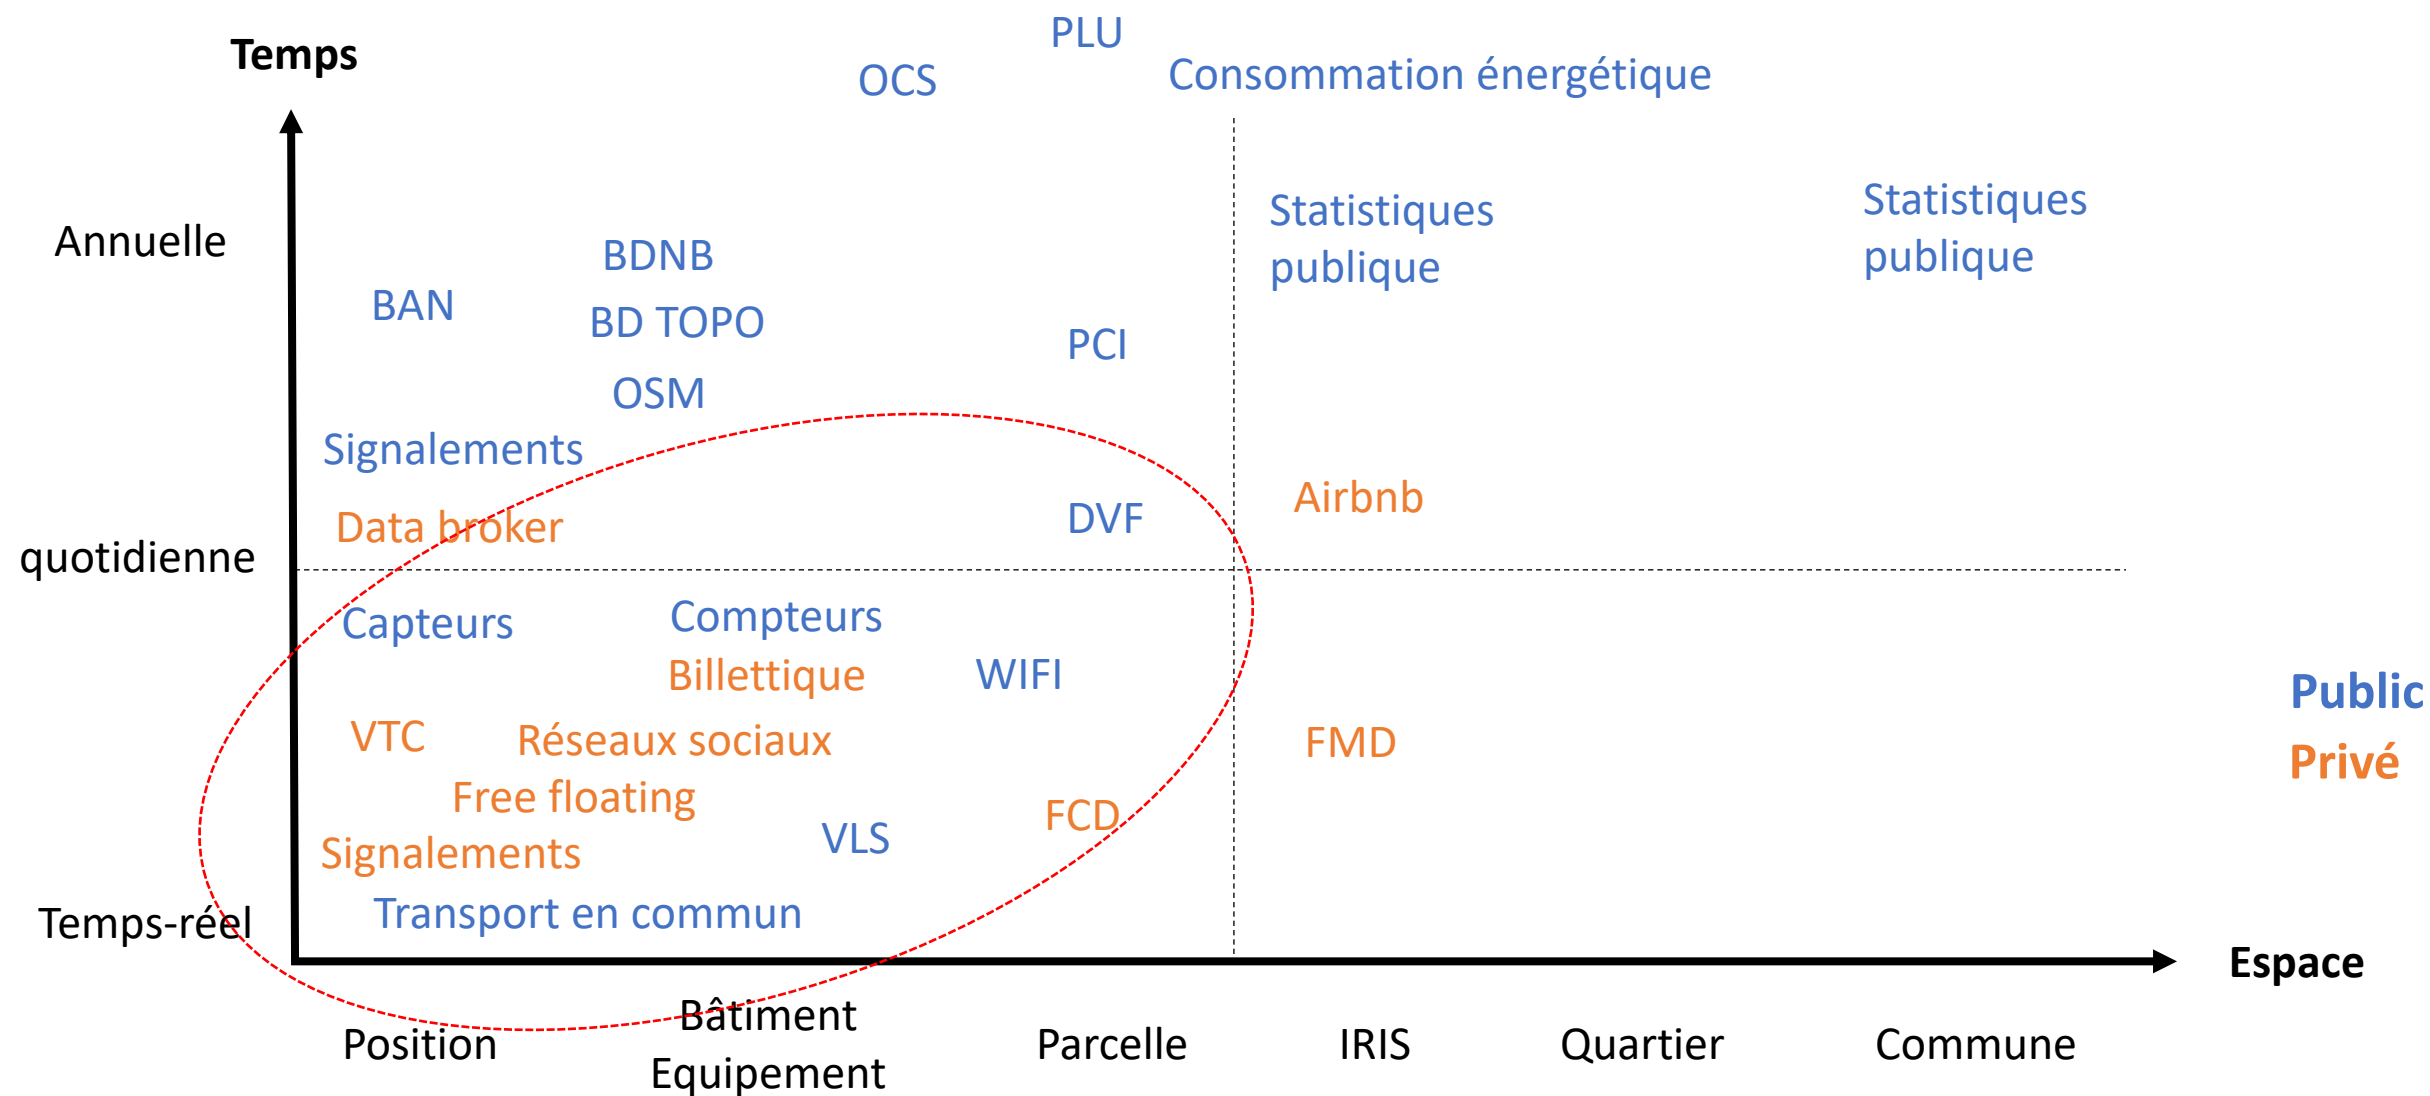 PLU
Temps
OCS
Consommation énergétique
Annuelle
Statistiques
publique
Statistiques
publique
BDNB
BAN
BD TOPO
PCI
OSM
Signalements
Data broker
DVF
Airbnb
quotidienne
Capteurs
Compteurs
Billettique
WIFI
Public
VTC
Réseaux sociaux
FMD
Privé
Free floating
FCD
VLS
Signalements
Transport en commun
Temps-réel
Espace
Position
Bâtiment
Equipement
Parcelle
IRIS
Quartier
Commune